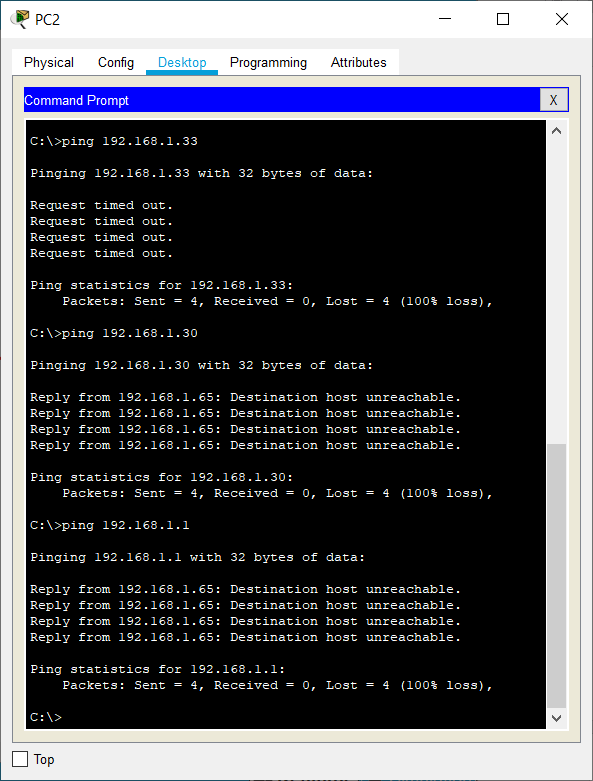 PC2
Physical Config Desktop Programming Attributes
Command Prompt X
C:\>ping 192.168.1.33
Pinging 192.168.1.33 with 32 bytes of data:
Request timed out.
Request timed out.
Request timed out.
Request timed out.
Ping statistics for 192.168.1.33:
Packets: Sent = 4, Received = 0, Lost = 4 (100% loss),
C:\>ping 192.168.1.30
Pinging 192.168.1.30 with 32 bytes of data:
Reply from 192.168.1.65: Destination host unreachable.
Reply from 192.168.1.65: Destination host unreachable.
Reply from 192.168.1.65: Destination host unreachable.
Reply from 192.168.1.65: Destination host unreachable.
Ping statistics for 192.168.1.30:
Packets: Sent = 4, Received = 0, Lost = 4 (100% loss),
C:\>ping 192.168.1.1
Pinging 192.168.1.1 with 32 bytes of data:
Reply from 192.168.1.65: Destination host unreachable.
Reply from 192.168.1.65: Destination host unreachable.
Reply from 192.168.1.65: Destination host unreachable.
Reply from 192.168.1.65: Destination host unreachable.
Ping statistics for 192.168.1.1:
Packets: Sent = 4, Received = 0, Lost = 4 (100% loss),
C:\>
Top